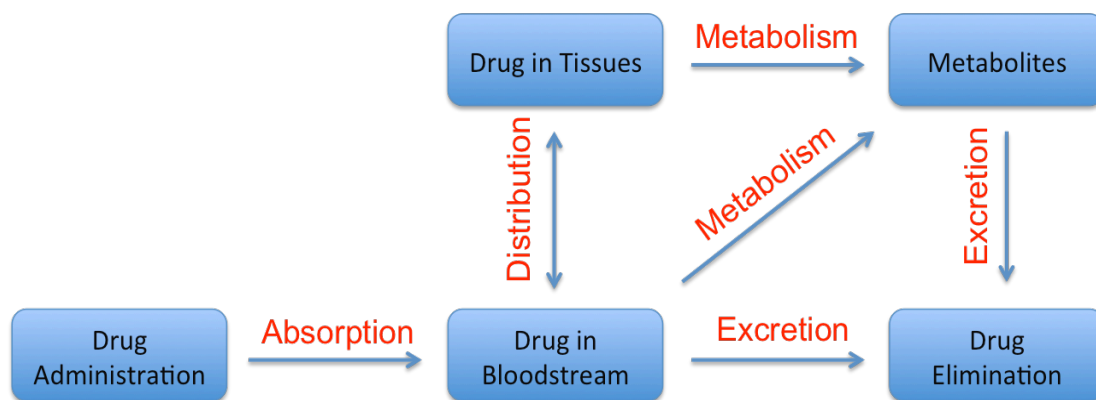 Metabolism
Drug in Tissues
Metabolites
Distribution
Metabolism
Excretion
Drug
Administration
Absorption
Drug in
Bloodstream
Excretion
Drug
Elimination